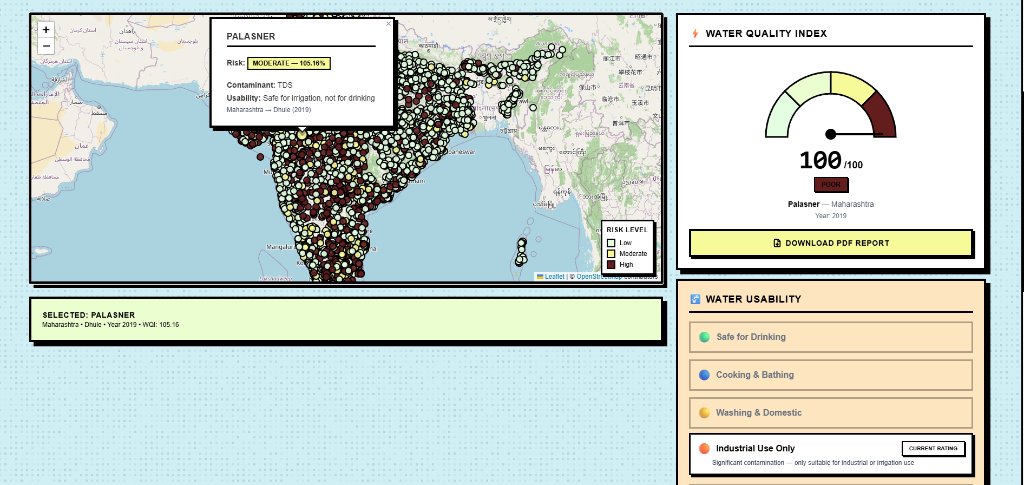 +
−
PALASNER
×
Risk: MODERATE — 105.16%
Contaminant: TDS
Usability: Safe for irrigation, not for drinking
Maharashtra → Dhule (2019)
Mangalur
RISK LEVEL
Low
Moderate
High
Leaflet | © OpenStreetMap contributors
SELECTED: PALASNER
Maharashtra • Dhule • Year 2019 • WQI: 105.16
WATER QUALITY INDEX
100 /100
POOR
Palasner — Maharashtra
Year: 2019
DOWNLOAD PDF REPORT
WATER USABILITY
Safe for Drinking
Cooking & Bathing
Washing & Domestic
Industrial Use Only
CURRENT RATING
Significant contamination — only suitable for industrial or irrigation use